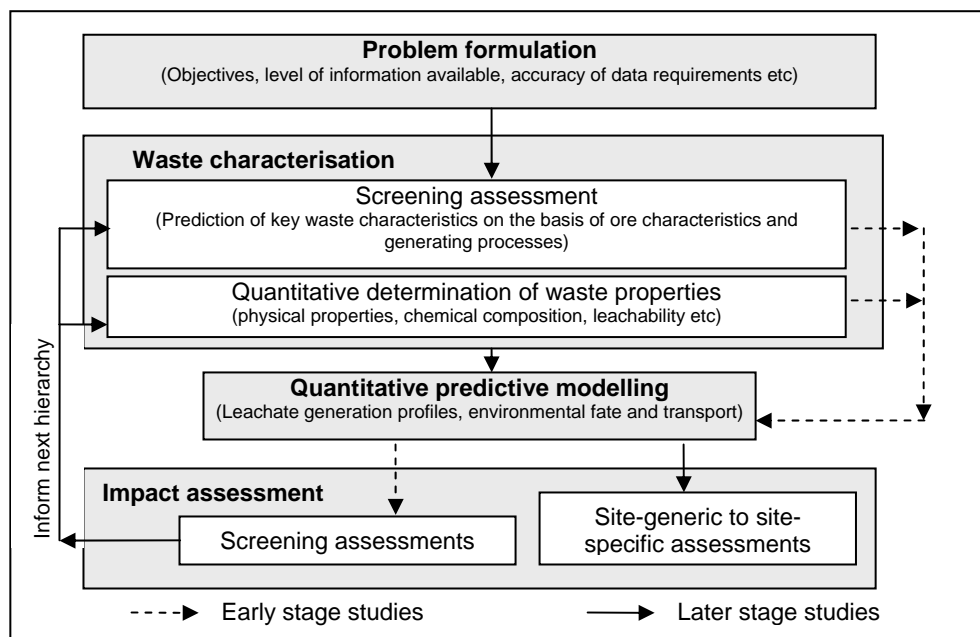 Problem formulation
(Objectives, level of information available, accuracy of data requirements etc)
Waste characterisation
Screening assessment
(Prediction of key waste characteristics on the basis of ore characteristics and
generating processes)
Quantitative determination of waste properties
(physical properties, chemical composition, leachability etc)
Inform next hierarchy
Quantitative predictive modelling
(Leachate generation profiles, environmental fate and transport)
Impact assessment
Screening assessments
Site-generic to site-
specific assessments
Early stage studies
Later stage studies